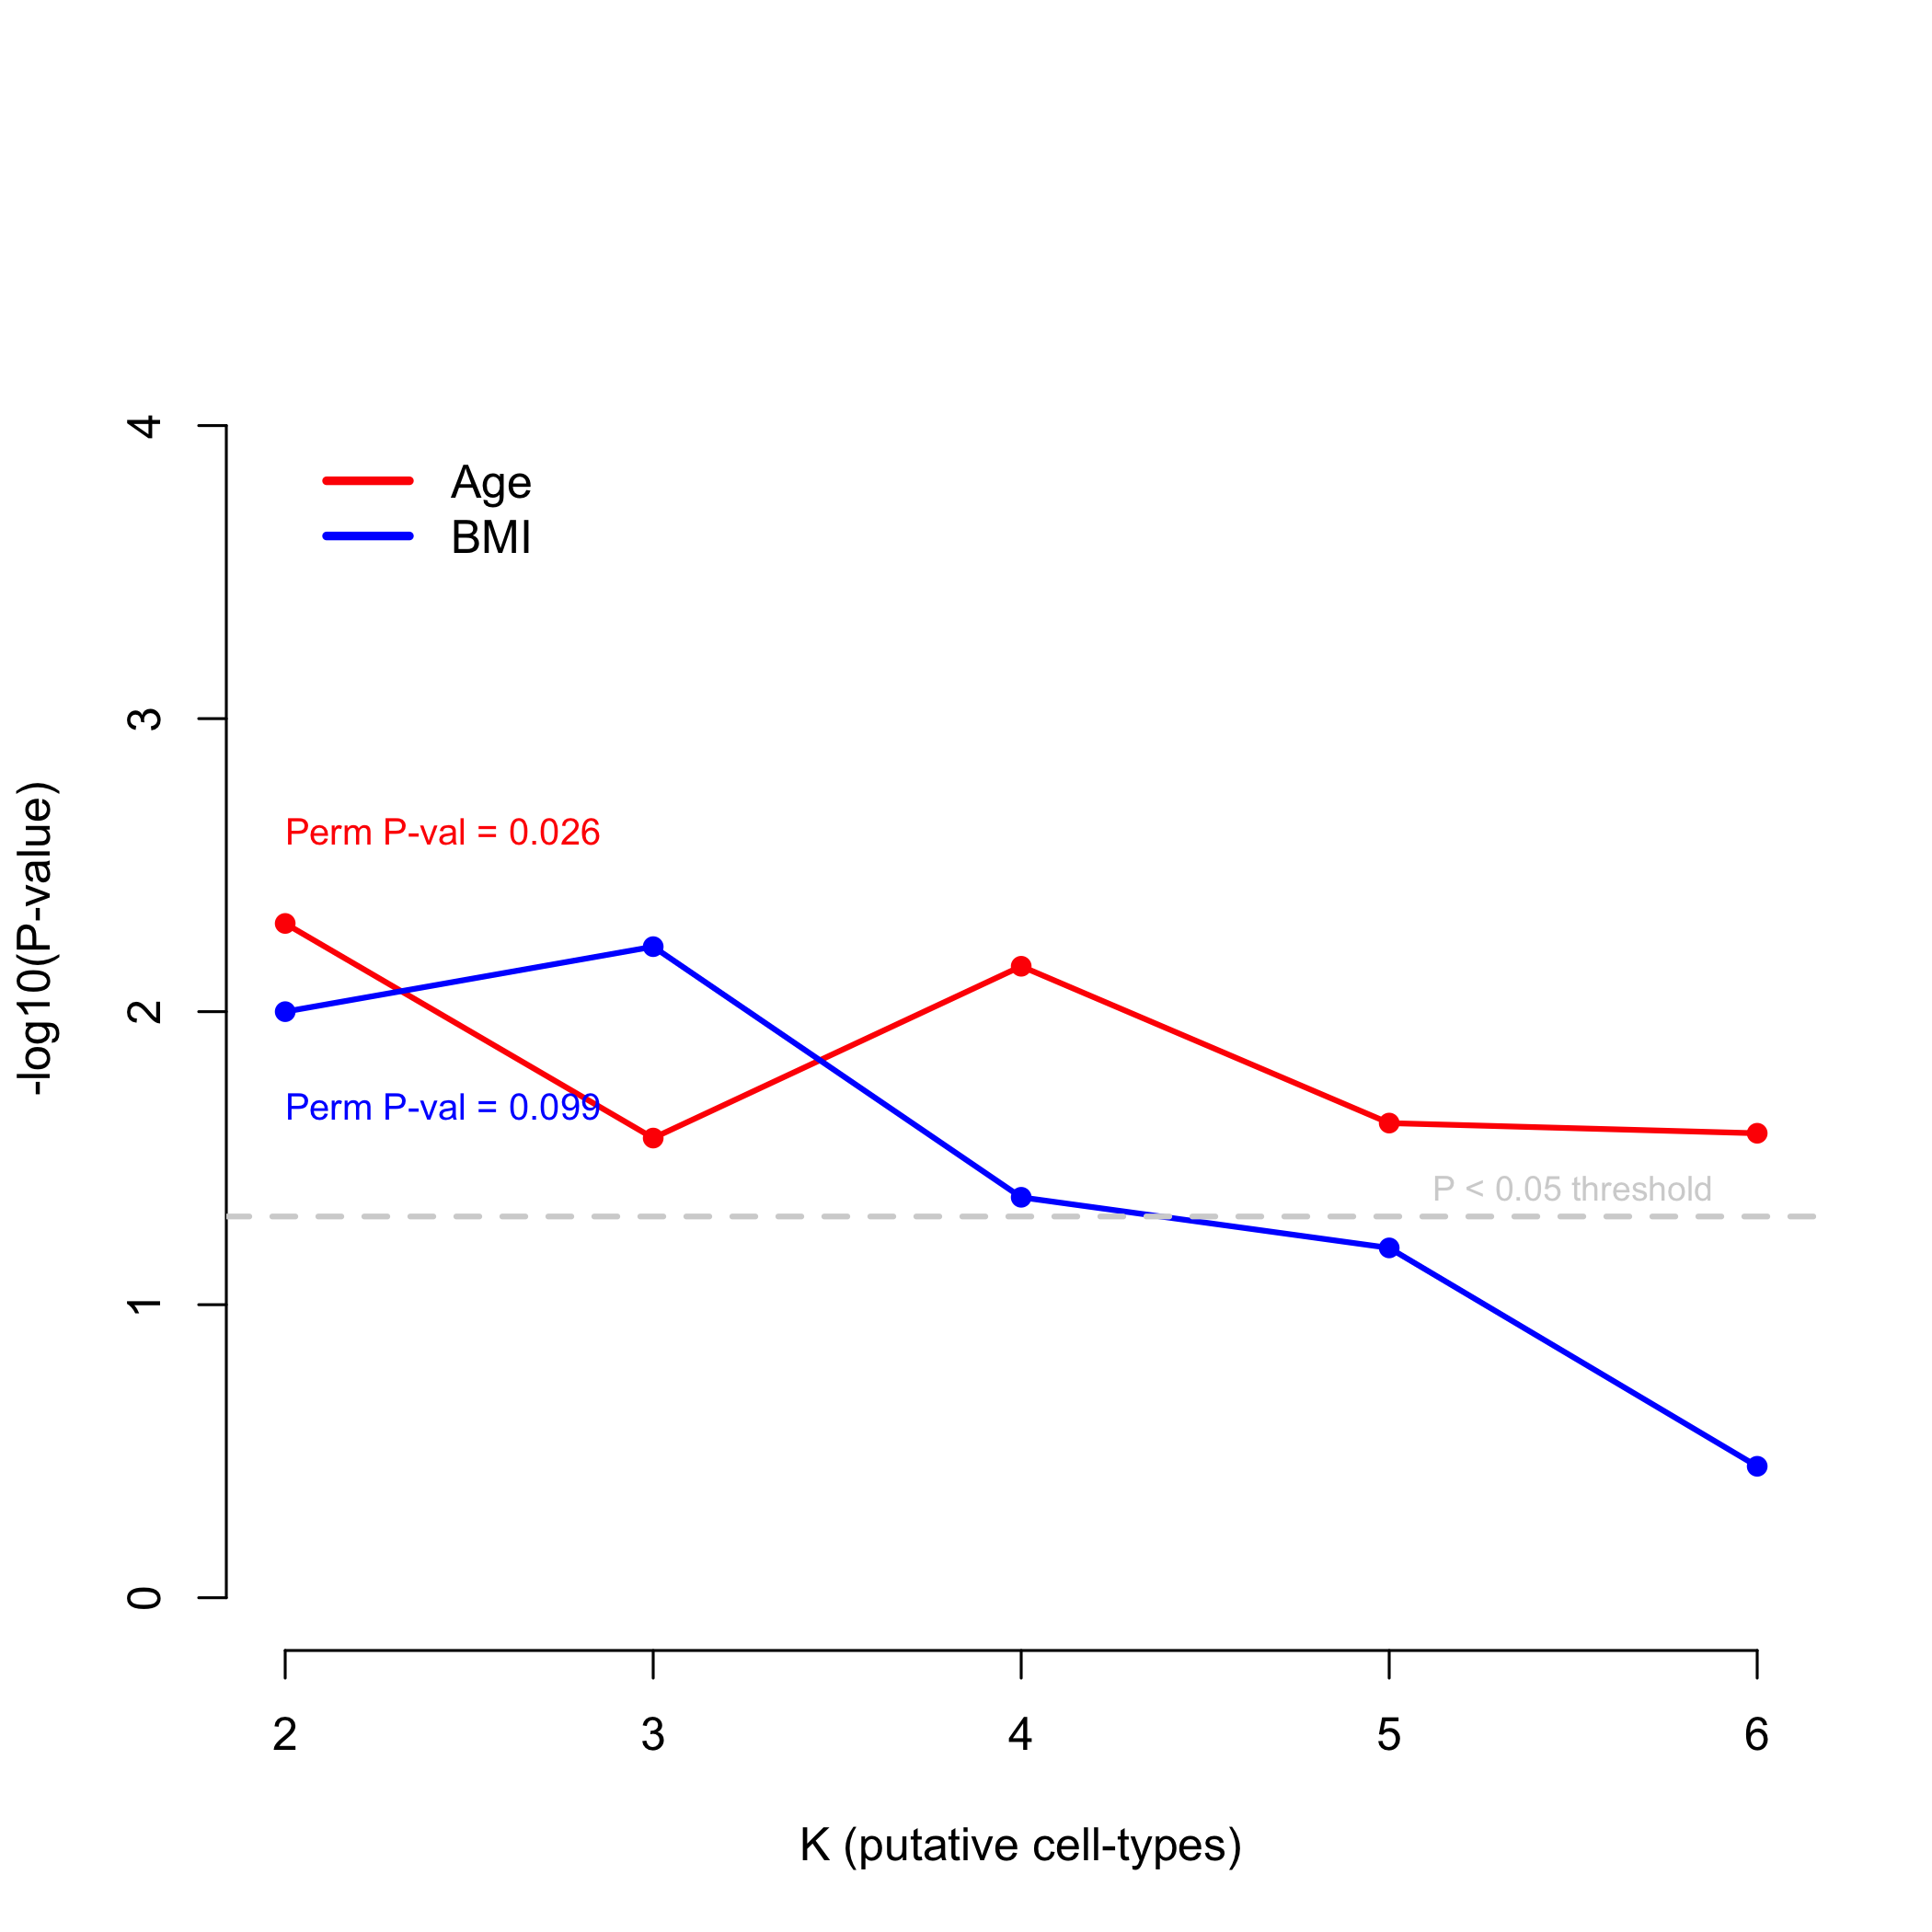 4
Age
BMI
3
Perm P-val = 0.026
-log10(P-value)
2
Perm P-val = 0.099
P < 0.05 threshold
1
0
2 3 4 5 6
K (putative cell-types)